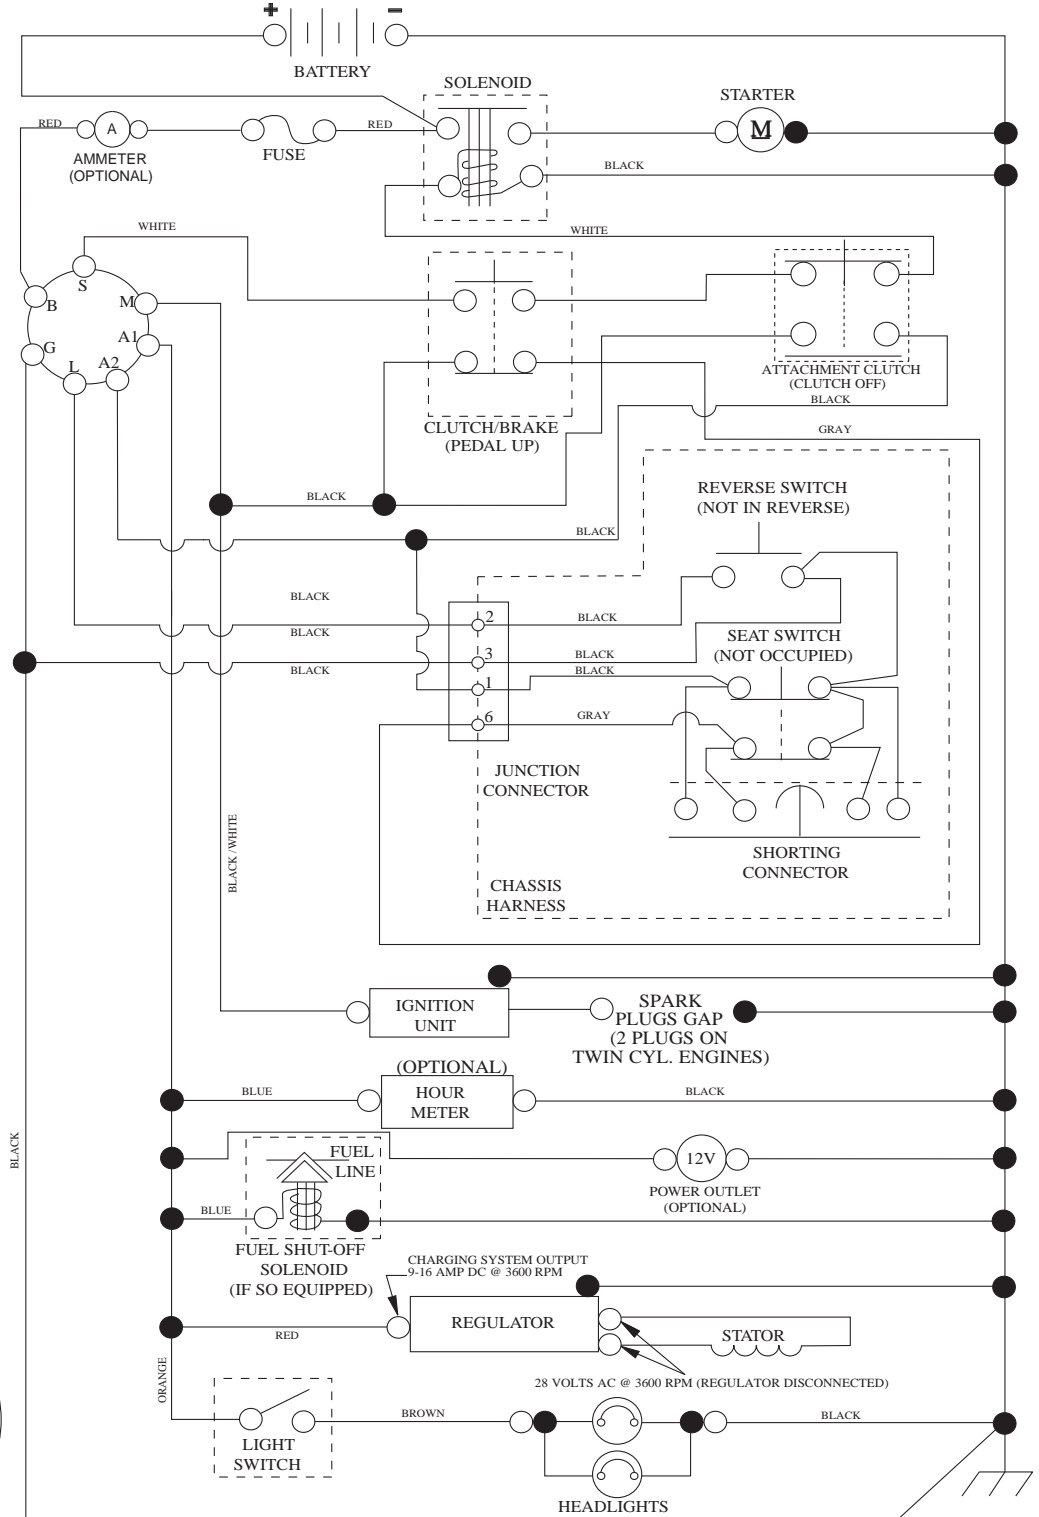 + −
BATTERY
SOLENOID
STARTER
RED
A
RED
M
AMMETER
(OPTIONAL)
FUSE
BLACK
WHITE
WHITE
S
B
M
A1
G
L
A2
ATTACHMENT CLUTCH
(CLUTCH OFF)
BLACK
CLUTCH/BRAKE
(PEDAL UP)
GRAY
REVERSE SWITCH
(NOT IN REVERSE)
BLACK
BLACK
BLACK
2
BLACK
BLACK
SEAT SWITCH
(NOT OCCUPIED)
3
BLACK
BLACK
BLACK
1
6
GRAY
JUNCTION
CONNECTOR
BLACK / WHITE
SHORTING
CONNECTOR
CHASSIS
HARNESS
IGNITION
UNIT
SPARK
PLUGS GAP
(2 PLUGS ON
TWIN CYL. ENGINES)
(OPTIONAL)
HOUR
METER
BLUE
BLACK
BLACK
FUEL
LINE
12V
POWER OUTLET
(OPTIONAL)
BLUE
FUEL SHUT-OFF
SOLENOID
(IF SO EQUIPPED)
CHARGING SYSTEM OUTPUT
9-16 AMP DC @ 3600 RPM
REGULATOR
STATOR
RED
28 VOLTS AC @ 3600 RPM (REGULATOR DISCONNECTED)
ORANGE
BROWN
BLACK
LIGHT
SWITCH
HEADLIGHTS